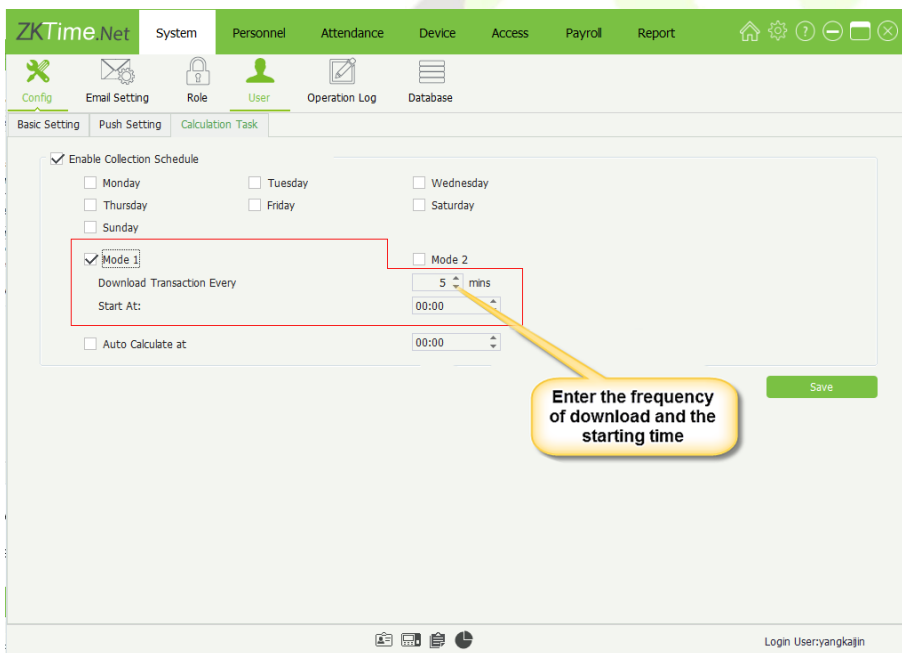 ZKTime.Net System Personnel Attendance Device Access Payroll Report
Config Email Setting Role User Operation Log Database
Basic Setting Push Setting Calculation Task
Enable Collection Schedule
Monday Tuesday Wednesday
Thursday Friday Saturday
Sunday
Mode 1 Mode 2
Download Transaction Every 5 mins
Start At: 00:00
Auto Calculate at 00:00
Save
Enter the frequency
of download and the
starting time
Login User:yangkaijin